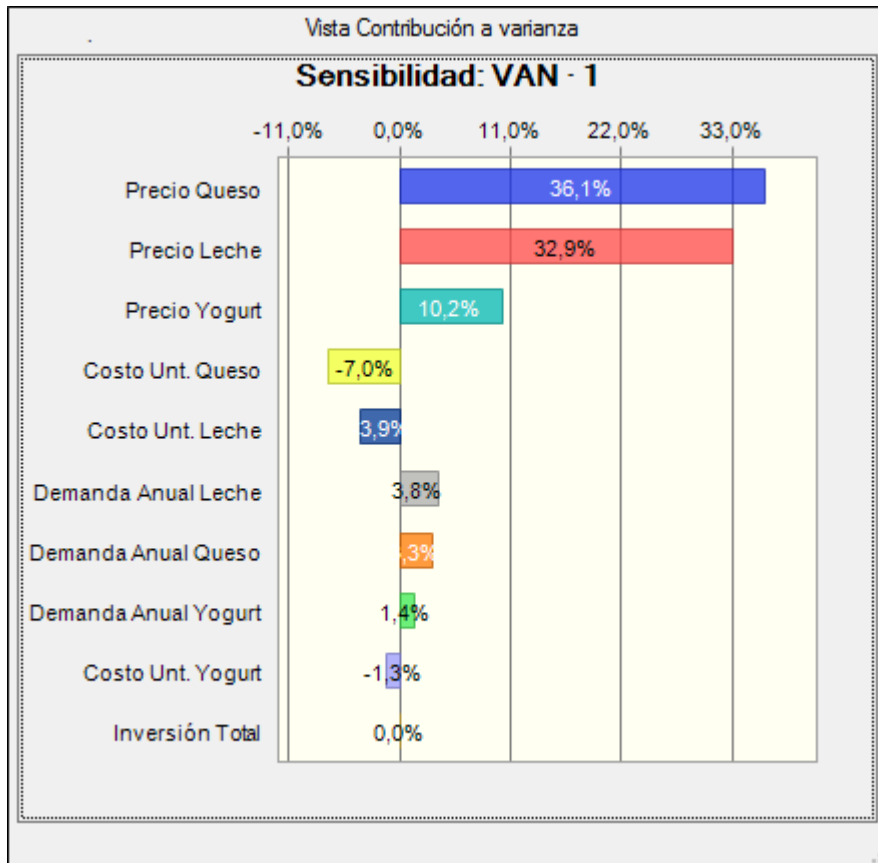 Vista Contribución a varianza
Sensibilidad: VAN - 1
-11,0% 0,0% 11,0% 22,0% 33,0%
Precio Queso 36,1%
Precio Leche 32,9%
Precio Yogurt 10,2%
Costo Unt. Queso -7,0%
Costo Unt. Leche 3,9%
Demanda Anual Leche 3,8%
Demanda Anual Queso ,3%
Demanda Anual Yogurt 1,4%
Costo Unt. Yogurt -1,3%
Inversión Total 0,0%